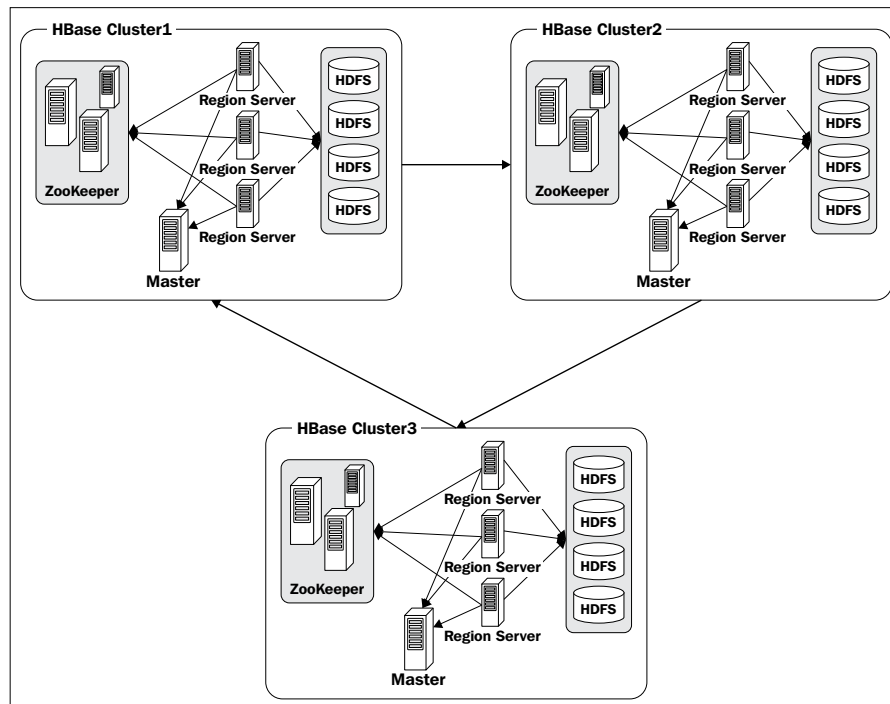 HBase Cluster1
Region Server
Region Server
Region Server
ZooKeeper
Master
HDFS
HDFS
HDFS
HDFS
HBase Cluster2
Region Server
Region Server
Region Server
ZooKeeper
Master
HDFS
HDFS
HDFS
HDFS
HBase Cluster3
Region Server
Region Server
Region Server
ZooKeeper
Master
HDFS
HDFS
HDFS
HDFS